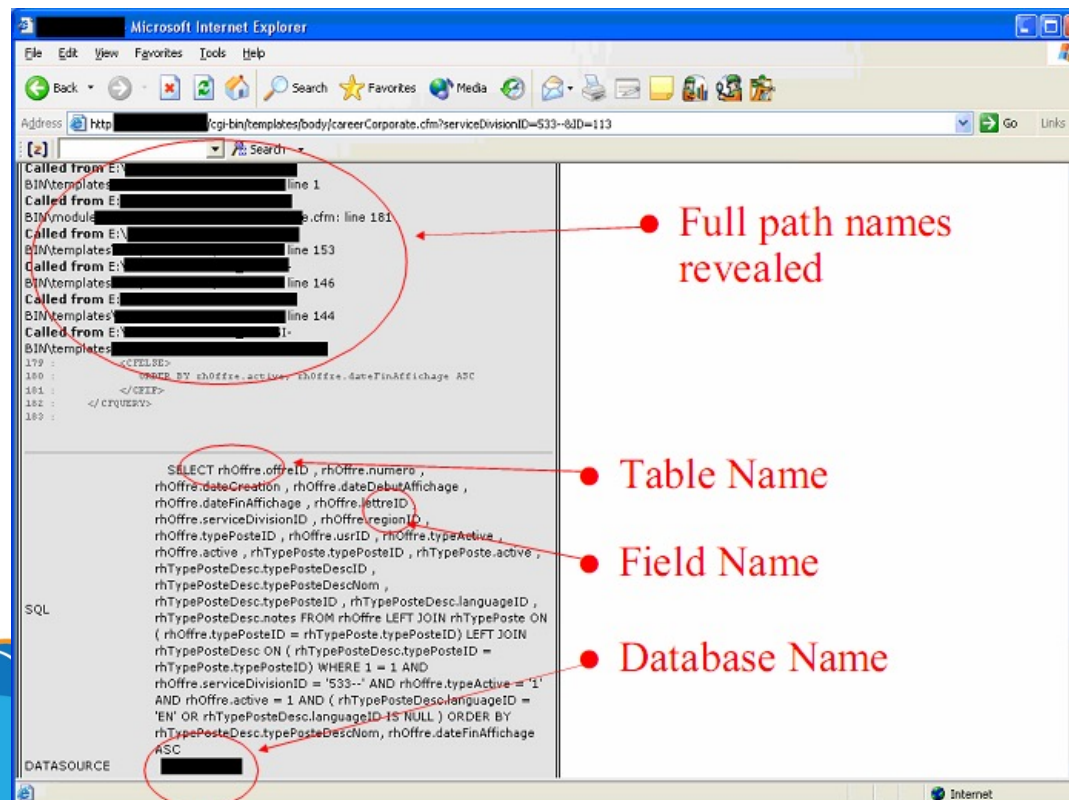 Microsoft Internet Explorer
File Edit View Favorites Tools Help
Back Search Favorites Media
Address http /cgi-bin/templates/body/careerCorporate.cfm?serviceDivisionID=533--&ID=113 Go Links
[z] Search
Called from E:\
BIN\templates line 1
Called from E:
BIN\module e.cfm: line 181
Called from E:\
BIN\templates line 153
Called from E:\
BIN\templates line 146
Called from E:
BIN\templates\ line 144
Called from E:\ I-
BIN\templates
179 : <CFELSE>
180 : ORDER BY rhOffre.active, rhOffre.dateFinAffichage ASC
181 : </CFIF>
182 : </CFQUERY>
183 :
Full path names
revealed
SQL
SELECT rhOffre.offreID , rhOffre.numero ,
rhOffre.dateCreation , rhOffre.dateDebutAffichage ,
rhOffre.dateFinAffichage , rhOffre.lettreID
rhOffre.serviceDivisionID , rhOffre.regionID ,
rhOffre.typePosteID , rhOffre.usrID , rhOffre.typeActive ,
rhOffre.active , rhTypePoste.typePosteID , rhTypePoste.active ,
rhTypePosteDesc.typePosteDescID ,
rhTypePosteDesc.typePosteDescNom ,
rhTypePosteDesc.typePosteID , rhTypePosteDesc.languageID ,
rhTypePosteDesc.notes FROM rhOffre LEFT JOIN rhTypePoste ON
( rhOffre.typePosteID = rhTypePoste.typePosteID) LEFT JOIN
rhTypePosteDesc ON ( rhTypePosteDesc.typePosteID =
rhTypePoste.typePosteID) WHERE 1 = 1 AND
rhOffre.serviceDivisionID = '533--' AND rhOffre.typeActive = '1'
AND rhOffre.active = 1 AND ( rhTypePosteDesc.languageID =
'EN' OR rhTypePosteDesc.languageID IS NULL ) ORDER BY
rhTypePosteDesc.typePosteDescNom, rhOffre.dateFinAffichage
ASC
DATASOURCE
Table Name
Field Name
Database Name
Internet